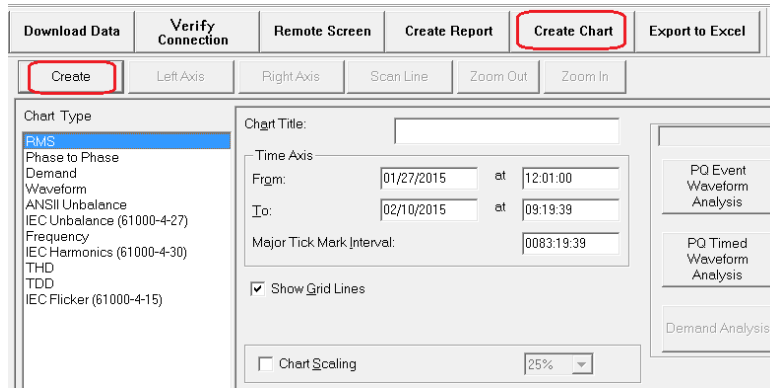 Download Data
Verify
Connection
Remote Screen
Create Report
Create Chart
Export to Excel
Create
Left Axis
Right Axis
Scan Line
Zoom Out
Zoom In
Chart Type
RMS
Phase to Phase
Demand
Waveform
ANSII Unbalance
IEC Unbalance (61000-4-27)
Frequency
IEC Harmonics (61000-4-30)
THD
TDD
IEC Flicker (61000-4-15)
Chart Title:
Time Axis
From: 01/27/2015 at 12:01:00
To: 02/10/2015 at 09:19:39
Major Tick Mark Interval: 0083:19:39
Show Grid Lines
Chart Scaling 25%
PQ Event
Waveform
Analysis
PQ Timed
Waveform
Analysis
Demand Analysis